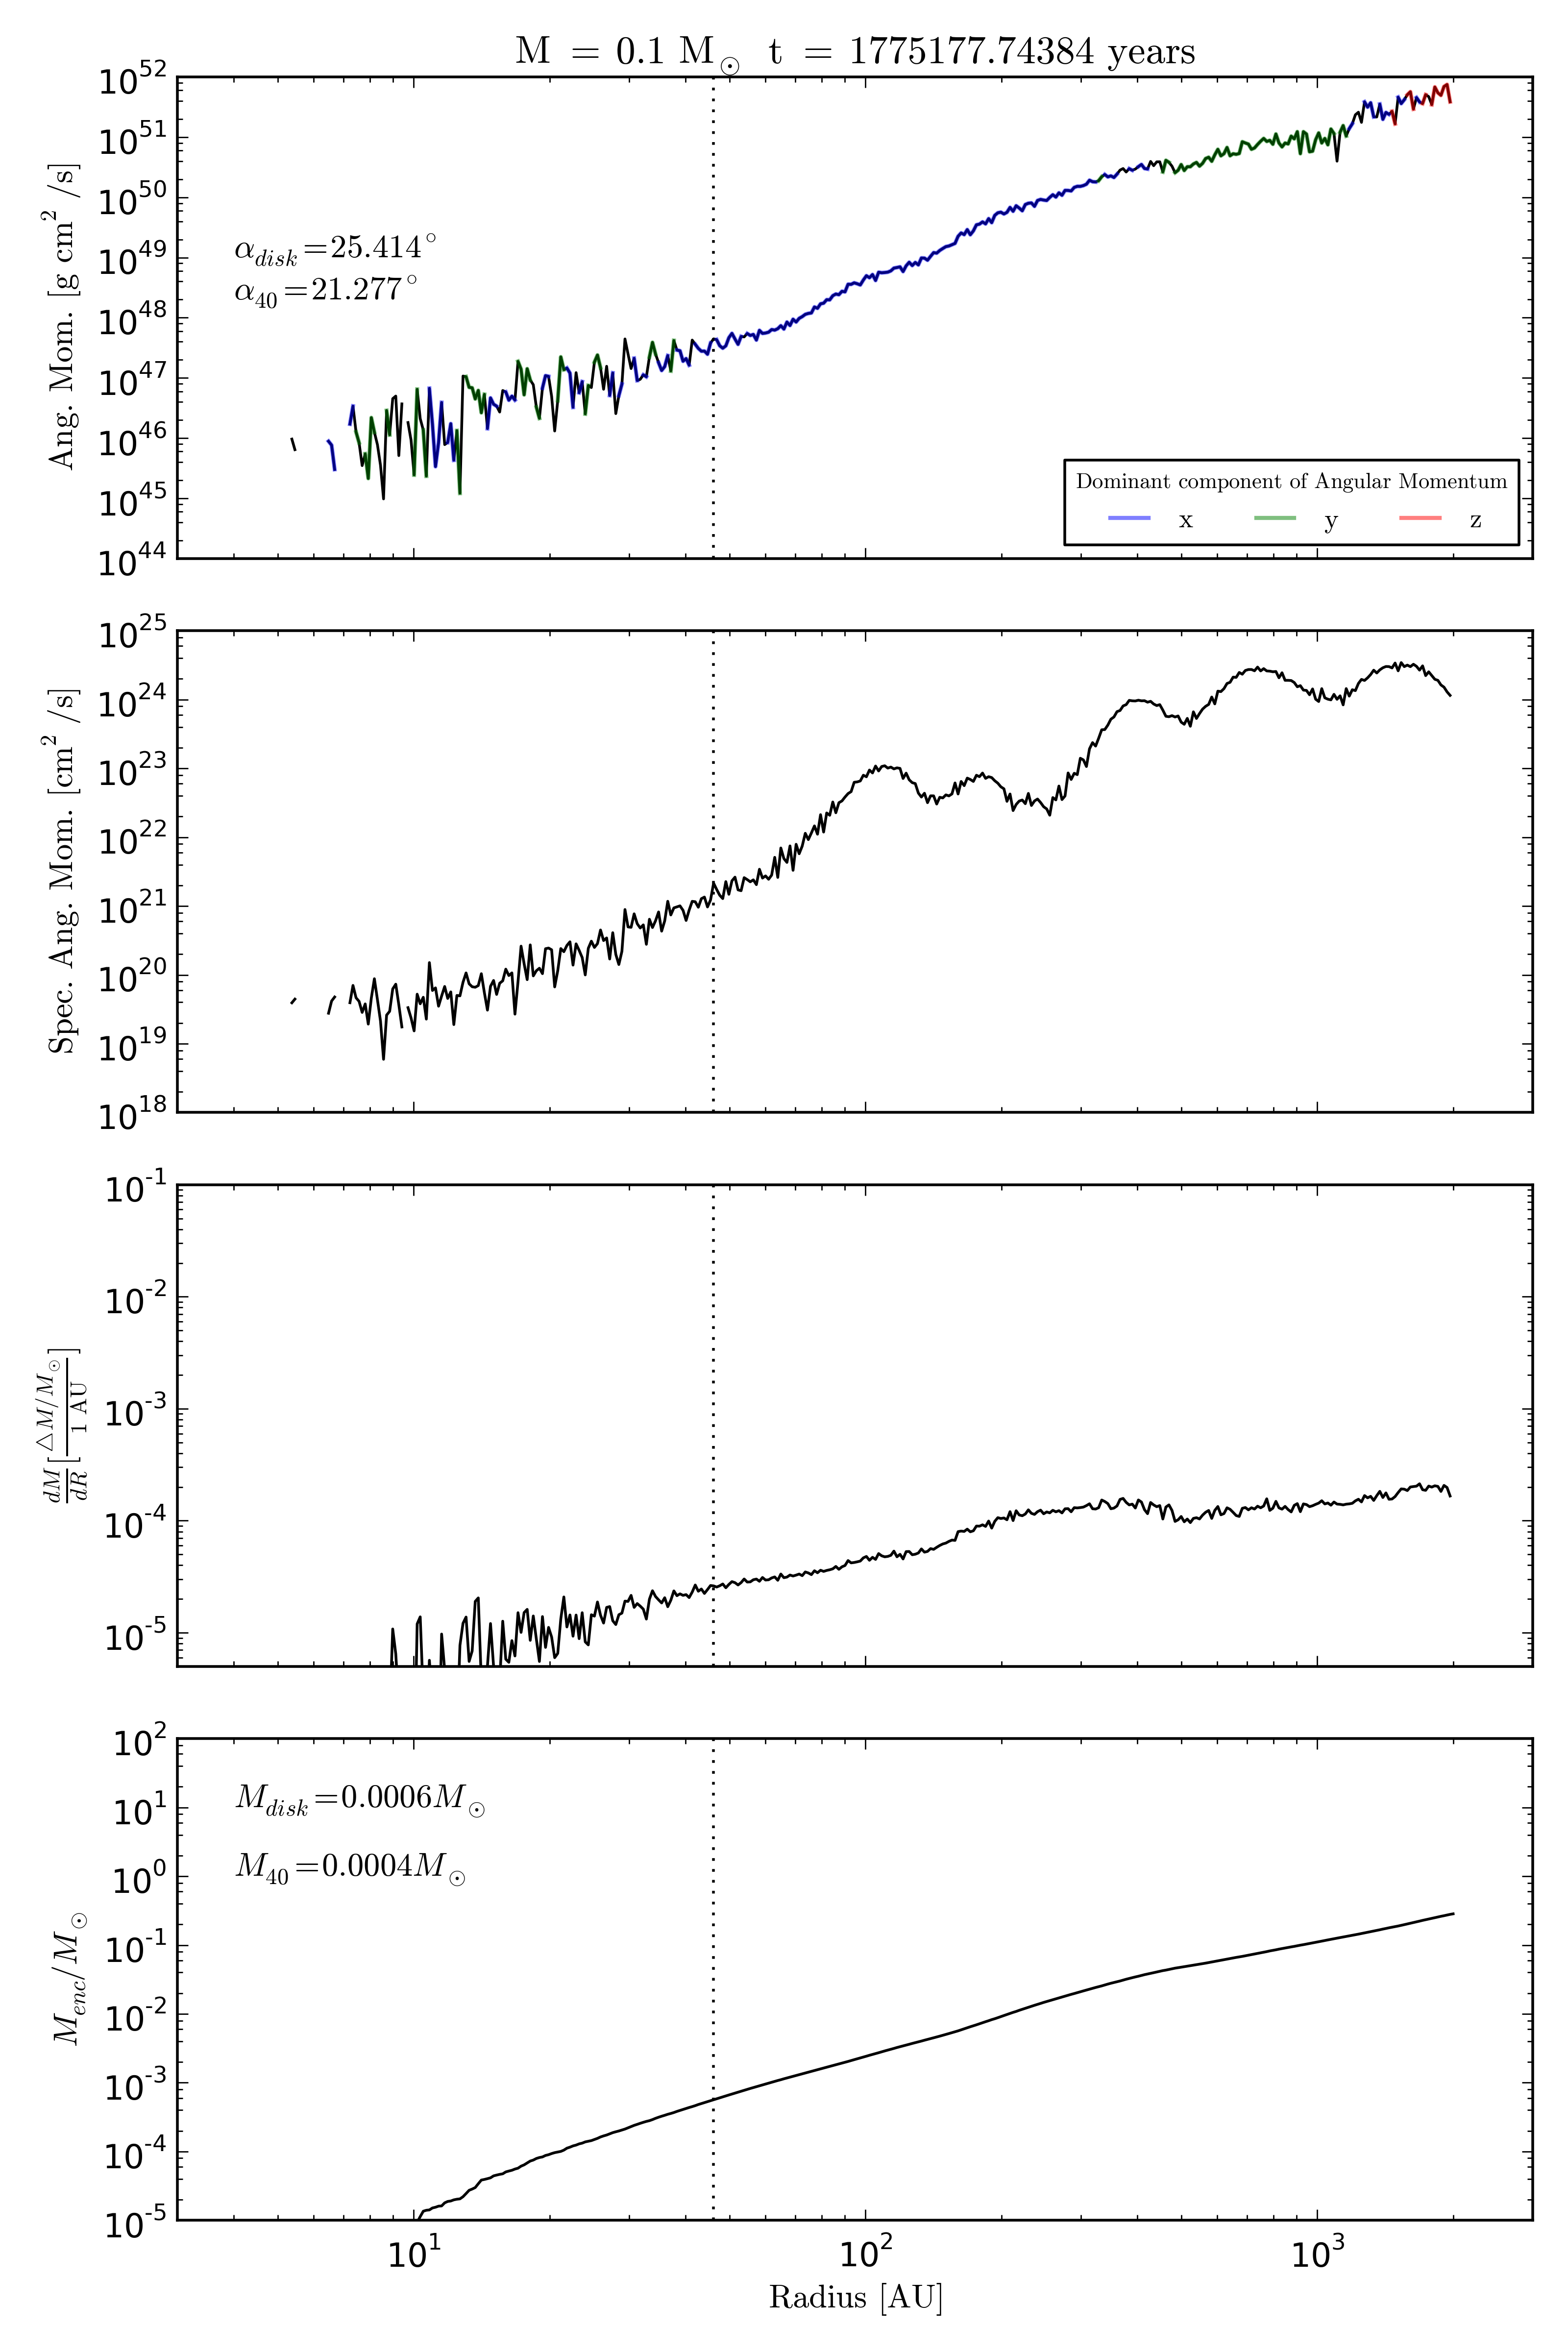 M = 0.1 M⊙ t = 1775177.74384 years
10^52
10^51
10^50
10^49
10^48
10^47
10^46
10^45
10^44
Ang. Mom. [g cm^2 /s]
α_disk=25.414°
α_40=21.277°
Dominant component of Angular Momentum
x y z
10^25
10^24
10^23
10^22
10^21
10^20
10^19
10^18
Spec. Ang. Mom. [cm^2 /s]
10^-1
10^-2
10^-3
10^-4
10^-5
dM/dR [△M/M⊙ / 1 AU]
10^2
10^1
10^0
10^-1
10^-2
10^-3
10^-4
10^-5
M_enc/M⊙
M_disk=0.0006M⊙
M_40=0.0004M⊙
10^1 10^2 10^3
Radius [AU]